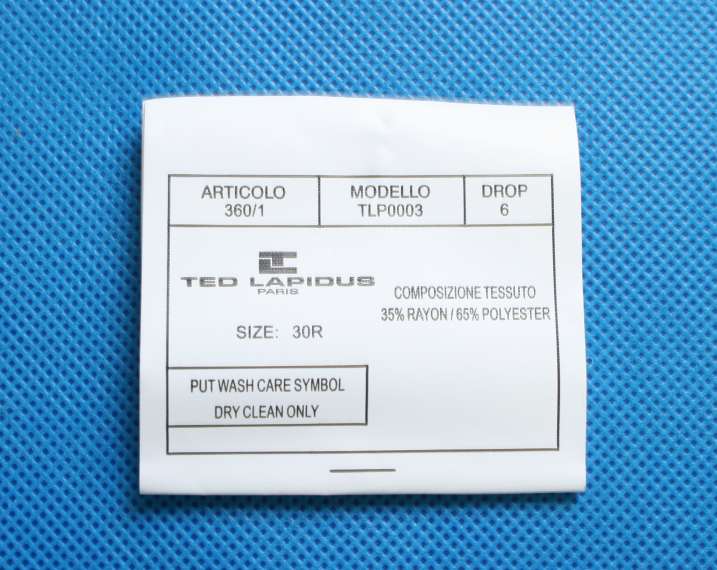 ARTICOLO MODELLO DROP
360/1 TLP0003 6
TED LAPIDUS
PARIS
COMPOSIZIONE TESSUTO
35% RAYON / 65% POLYESTER
SIZE: 30R
PUT WASH CARE SYMBOL
DRY CLEAN ONLY